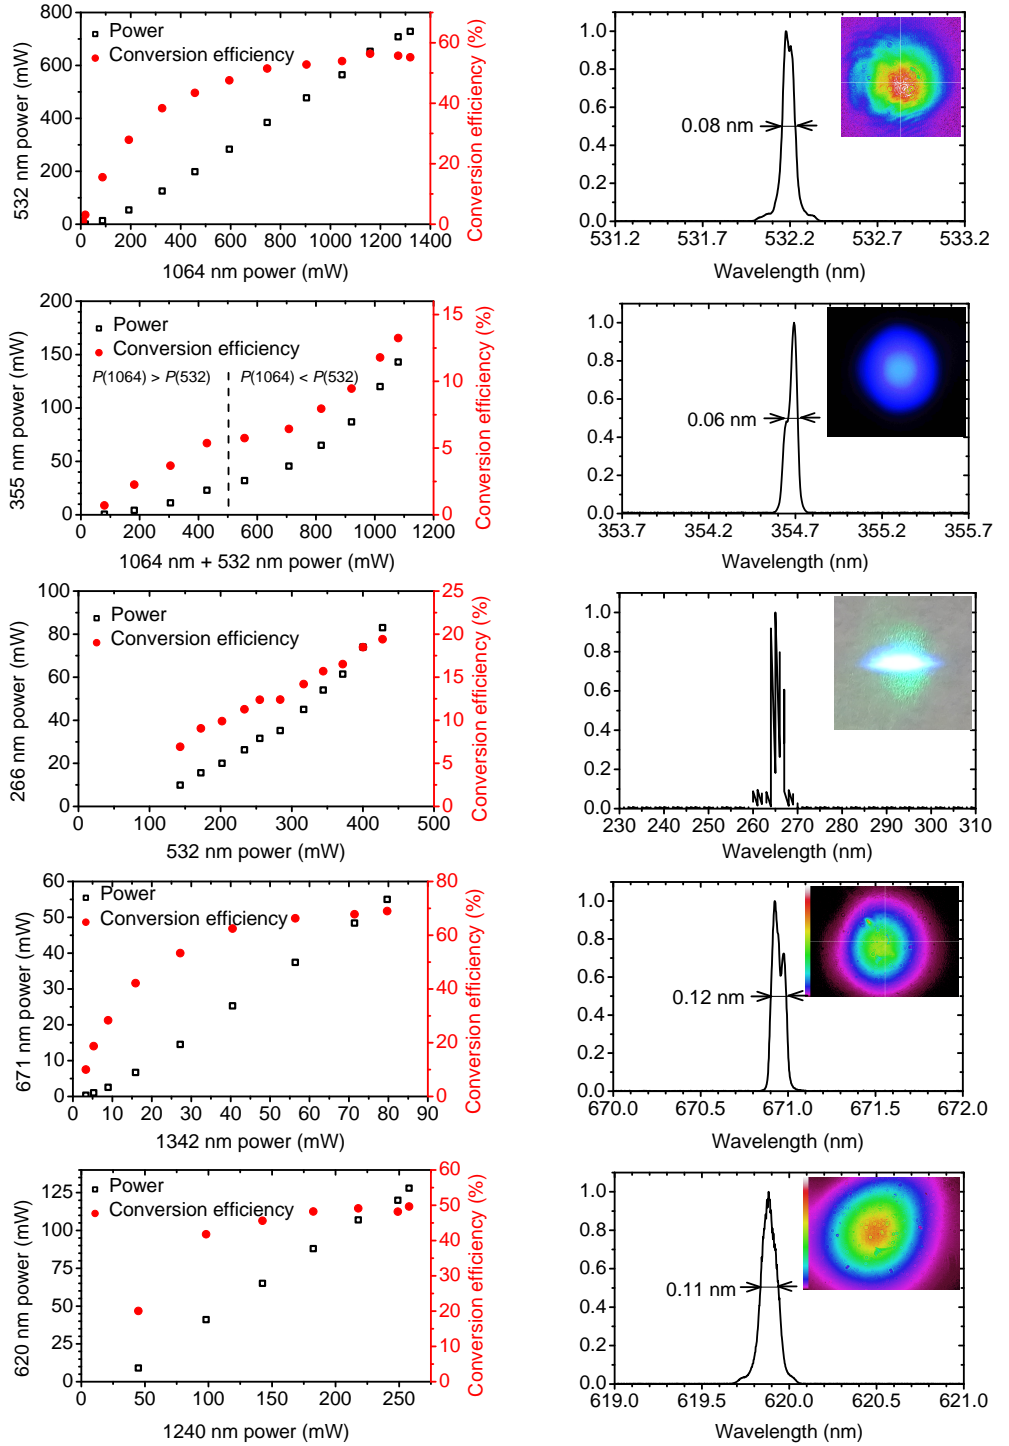 800
600
400
200
0
532 nm power (mW)
Power
Conversion efficiency
60
40
20
0
Conversion efficiency (%)
0 200 400 600 800 1000 1200 1400
1064 nm power (mW)
1.0
0.8
0.6
0.4
0.2
0.0
0.08 nm
531.2 531.7 532.2 532.7 533.2
Wavelength (nm)
200
150
100
50
0
355 nm power (mW)
Power
Conversion efficiency
P(1064) > P(532)
P(1064) < P(532)
15
10
5
0
Conversion efficiency (%)
0 200 400 600 800 1000 1200
1064 nm + 532 nm power (mW)
1.0
0.8
0.6
0.4
0.2
0.0
0.06 nm
353.7 354.2 354.7 355.2 355.7
Wavelength (nm)
100
80
60
40
20
0
266 nm power (mW)
Power
Conversion efficiency
25
20
15
10
5
0
Conversion efficiency (%)
0 100 200 300 400 500
532 nm power (mW)
1.0
0.8
0.6
0.4
0.2
0.0
230 240 250 260 270 280 290 300 310
Wavelength (nm)
60
50
40
30
20
10
0
671 nm power (mW)
Power
Conversion efficiency
80
60
40
20
0
Conversion efficiency (%)
0 10 20 30 40 50 60 70 80 90
1342 nm power (mW)
1.0
0.8
0.6
0.4
0.2
0.0
0.12 nm
670.0 670.5 671.0 671.5 672.0
Wavelength (nm)
125
100
75
50
25
0
620 nm power (mW)
Power
Conversion efficiency
60
50
40
30
20
10
0
Conversion efficiency (%)
0 50 100 150 200 250
1240 nm power (mW)
1.0
0.8
0.6
0.4
0.2
0.0
0.11 nm
619.0 619.5 620.0 620.5 621.0
Wavelength (nm)